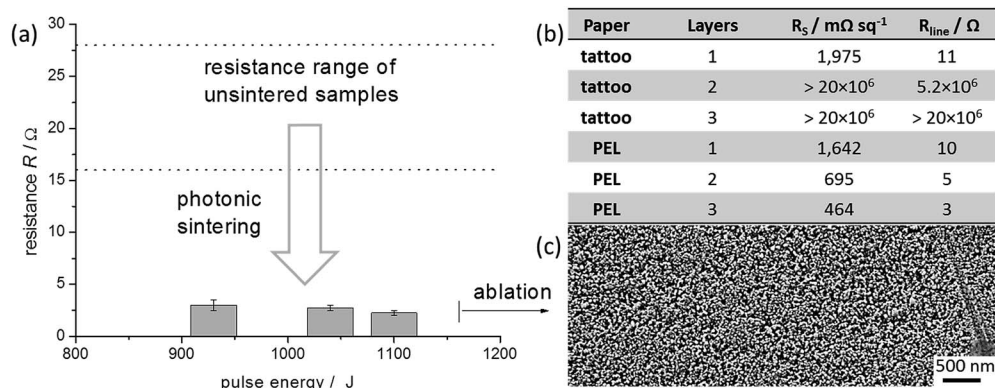 (a)
30
25
20
15
10
5
0
resistance R / Ω
resistance range of
unsintered samples
photonic
sintering
ablation
800 900 1000 1100 1200
pulse energy / J
(b)
Paper Layers R_S / mΩ sq⁻¹ R_line / Ω
tattoo 1 1,975 11
tattoo 2 > 20×10⁶ 5.2×10⁶
tattoo 3 > 20×10⁶ > 20×10⁶
PEL 1 1,642 10
PEL 2 695 5
PEL 3 464 3
(c)
500 nm